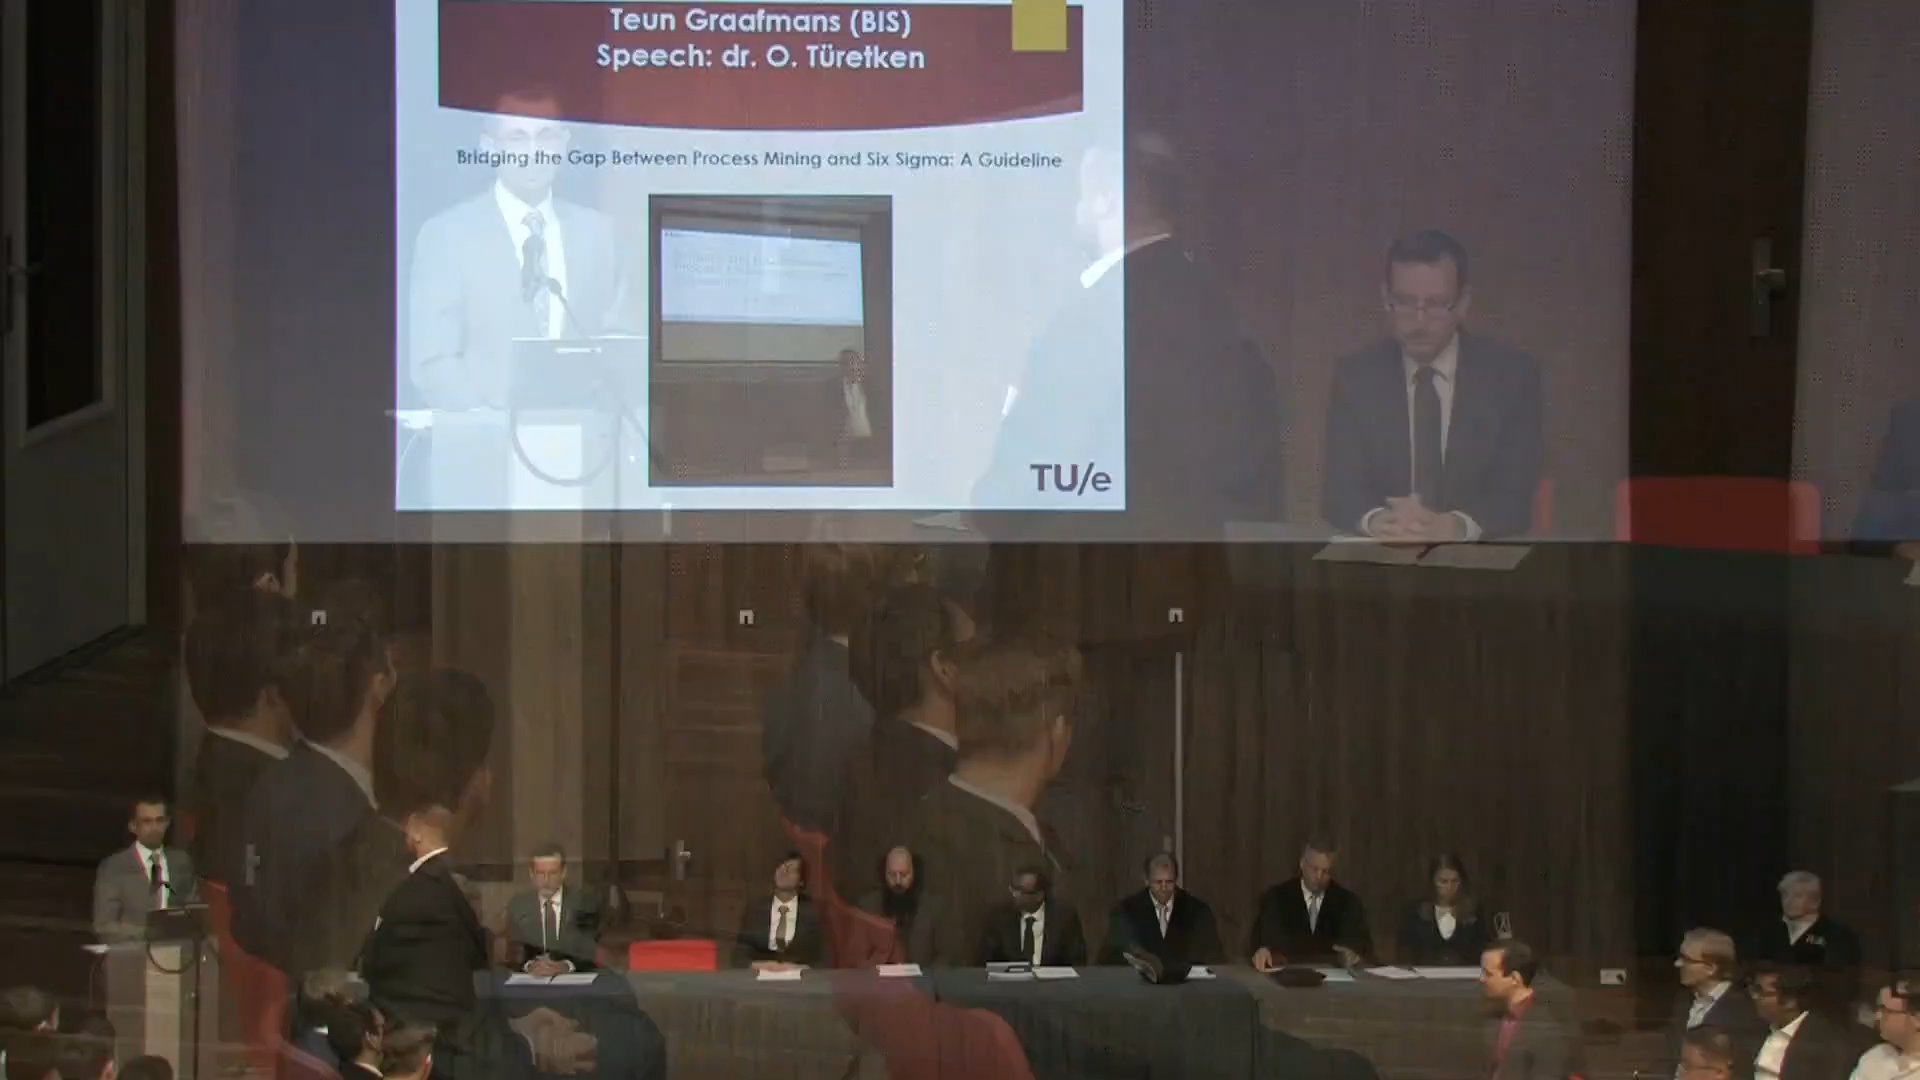 Teun Graafmans (BIS)
Speech: dr. O. Türetken
Bridging the Gap Between Process Mining and Six Sigma: A Guideline
TU/e